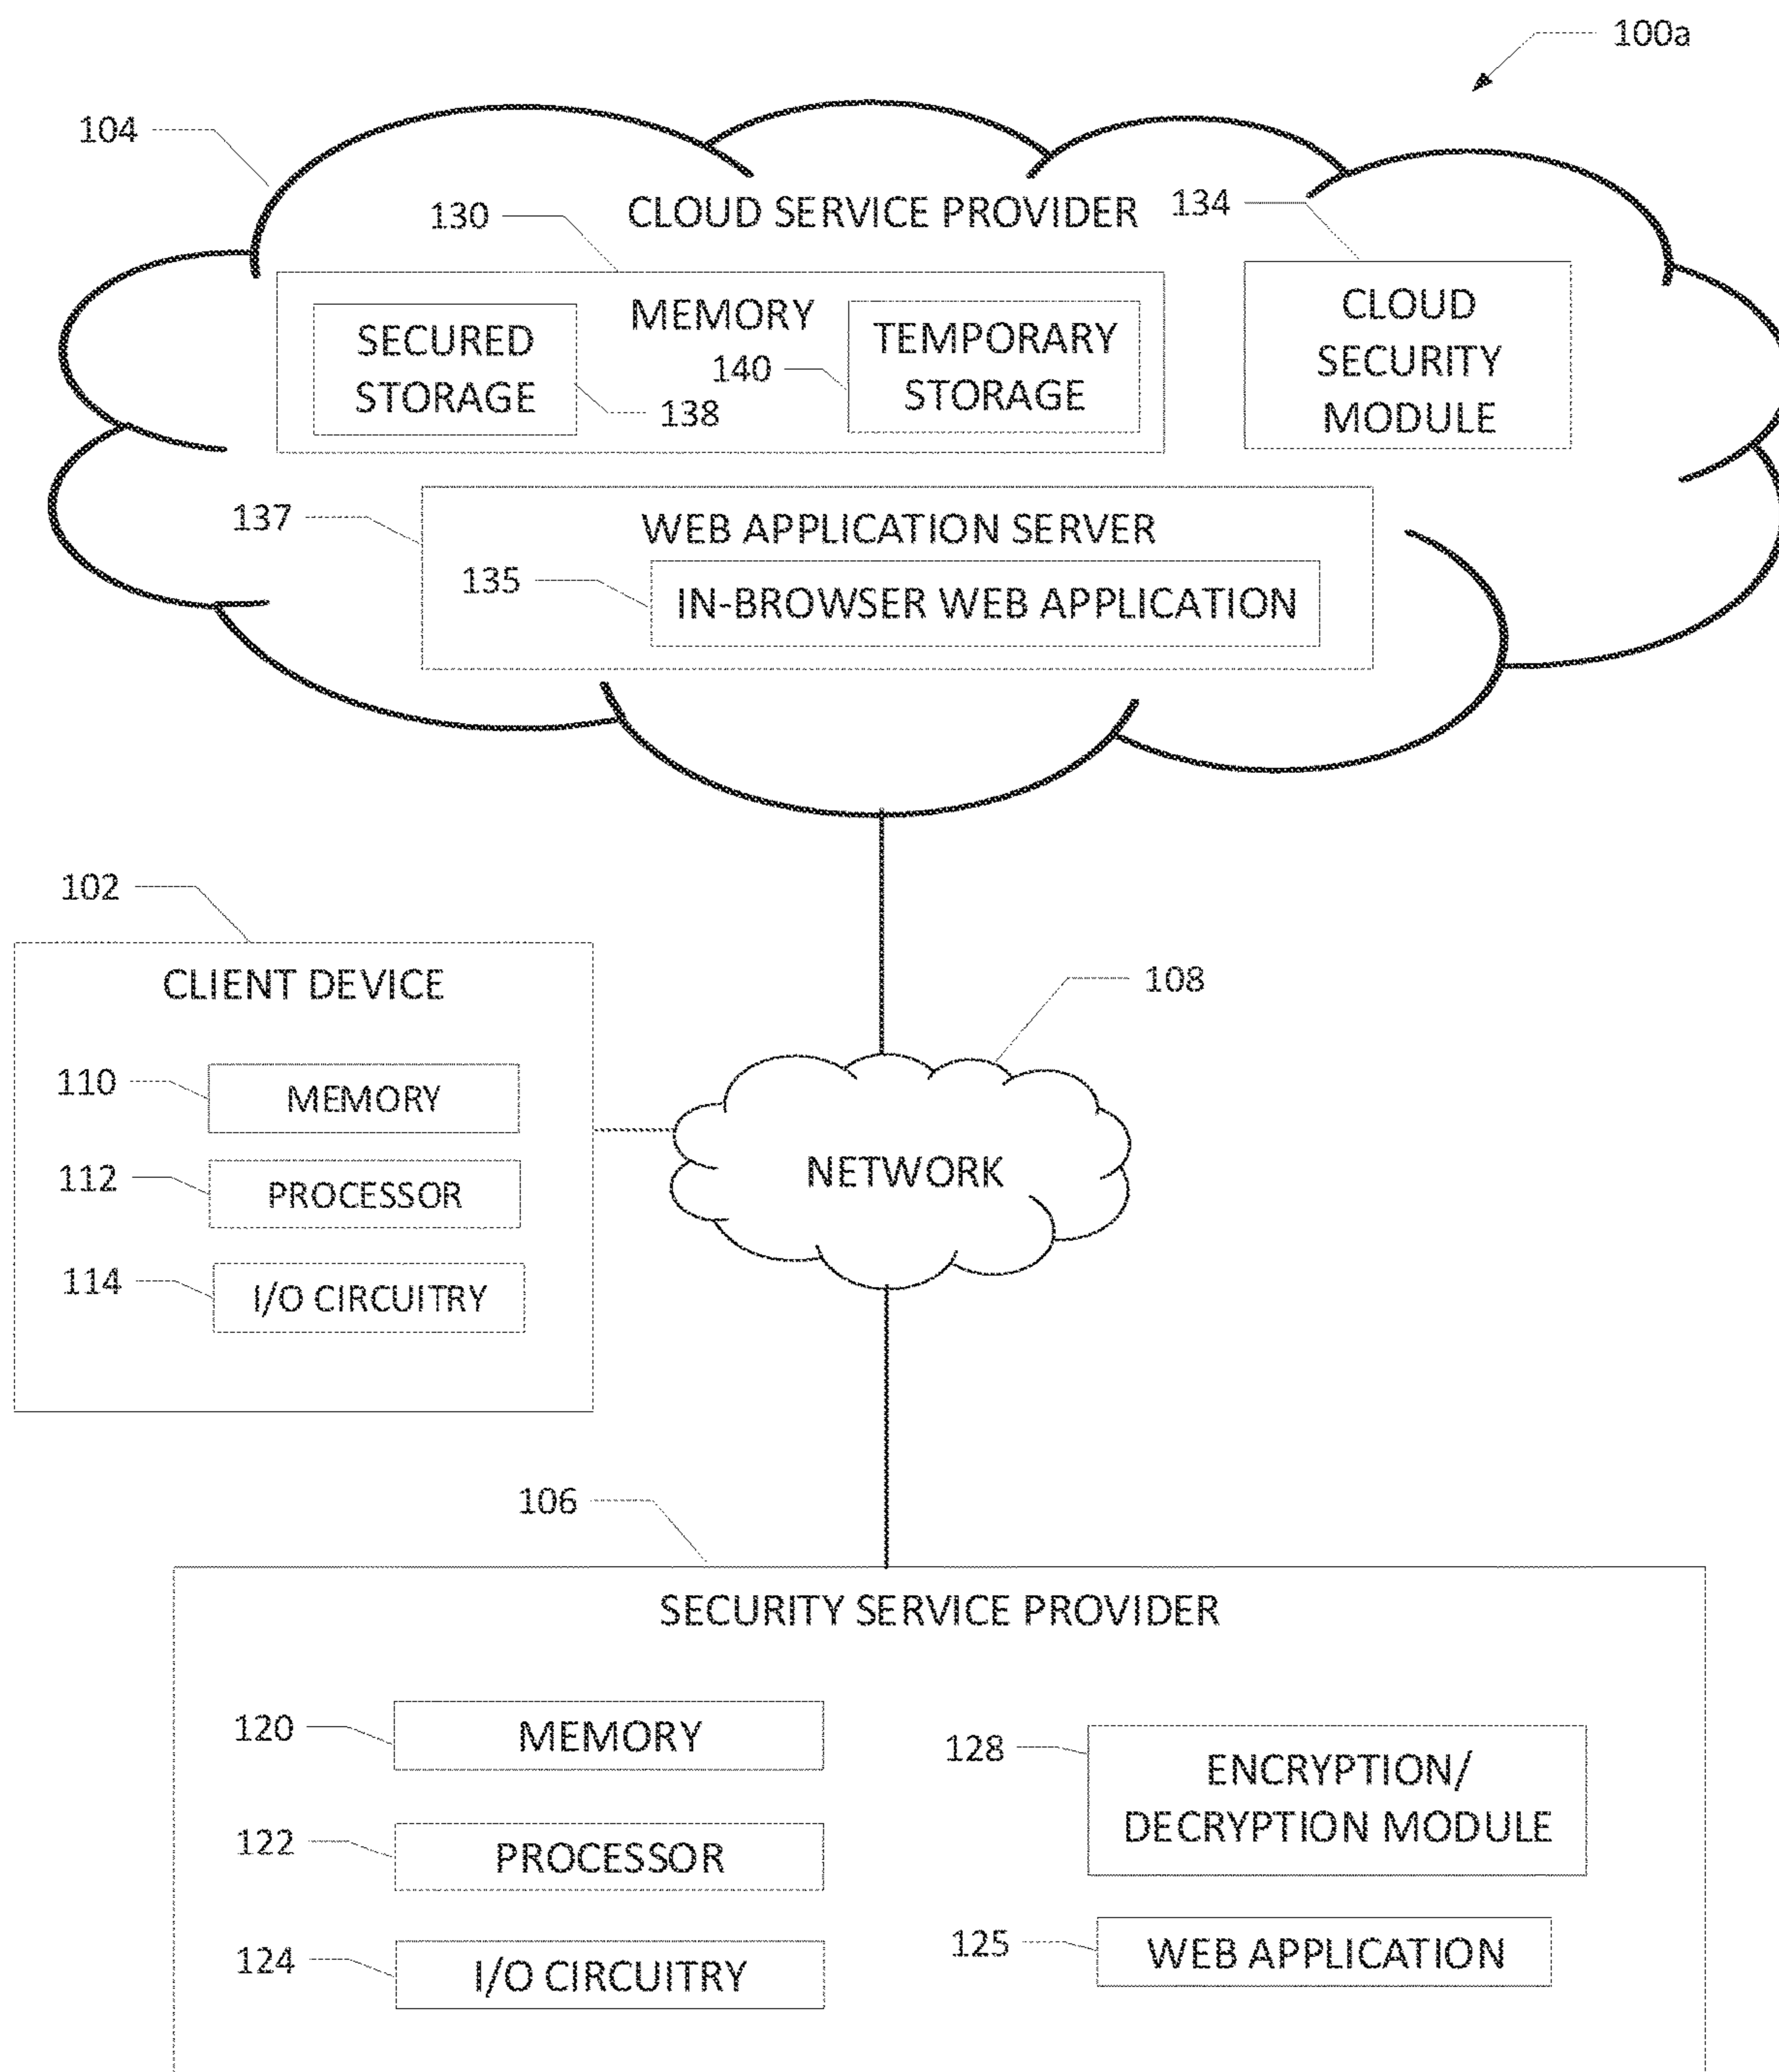 100a
104
130
CLOUD SERVICE PROVIDER
134
MEMORY
SECURED
STORAGE
138
140
TEMPORARY
STORAGE
CLOUD
SECURITY
MODULE
137
WEB APPLICATION SERVER
135
IN-BROWSER WEB APPLICATION
102
CLIENT DEVICE
110
MEMORY
112
PROCESSOR
114
I/O CIRCUITRY
108
NETWORK
106
SECURITY SERVICE PROVIDER
120
MEMORY
122
PROCESSOR
124
I/O CIRCUITRY
128
ENCRYPTION/
DECRYPTION MODULE
125
WEB APPLICATION